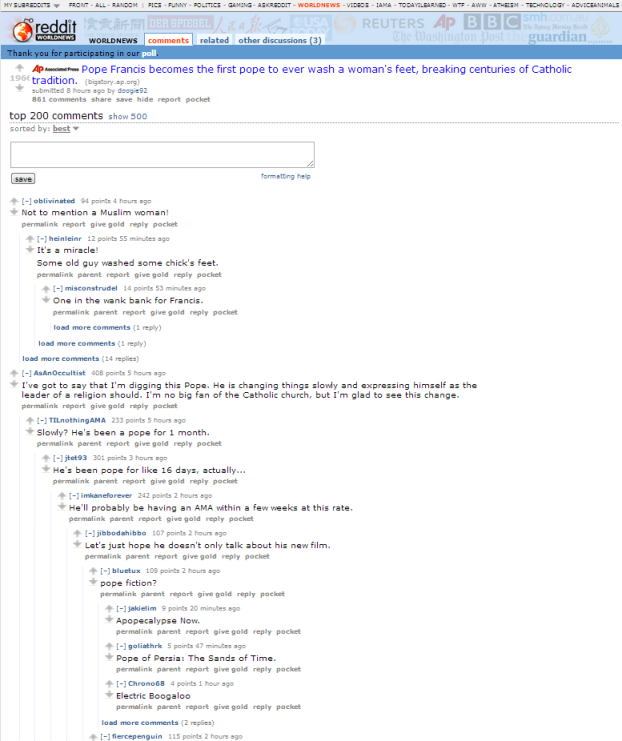 MY SUBREDDITS FRONT - ALL - RANDOM | PICS - FUNNY - POLITICS - GAMING - ASKREDDIT - WORLDNEWS - VIDEOS - IAMA - TODAYILEARNED - WTF - AWW - ATHEISM - TECHNOLOGY - ADVICEANIMALS
DER SPIEGEL USA REUTERS AP BBC smh.com.au
The Washington Post guardian
reddit WORLDNEWS
WORLDNEWS comments related other discussions (3)
Thank you for participating in our poll
AP Associated Press Pope Francis becomes the first pope to ever wash a woman's feet, breaking centuries of Catholic
tradition. (bigstory.ap.org)
submitted 8 hours ago by doogie92
861 comments share save hide report pocket
top 200 comments show 500
sorted by: best
save formatting help
[–] oblivinated 94 points 4 hours ago
Not to mention a Muslim woman!
permalink report give gold reply pocket
[–] heinleinr 12 points 55 minutes ago
It's a miracle!
Some old guy washed some chick's feet.
permalink parent report give gold reply pocket
[–] misconstrudel 14 points 53 minutes ago
One in the wank bank for Francis.
permalink parent report give gold reply pocket
load more comments (1 reply)
load more comments (1 reply)
load more comments (14 replies)
[–] AsAnOccultist 408 points 5 hours ago
I've got to say that I'm digging this Pope. He is changing things slowly and expressing himself as the
leader of a religion should. I'm no big fan of the Catholic church, but I'm glad to see this change.
permalink report give gold reply pocket
[–] TILnothingAMA 233 points 5 hours ago
Slowly? He's been a pope for 1 month.
permalink parent report give gold reply pocket
[–] jtet93 301 points 3 hours ago
He's been pope for like 16 days, actually...
permalink parent report give gold reply pocket
[–] imkaneforever 242 points 2 hours ago
He'll probably be having an AMA within a few weeks at this rate.
permalink parent report give gold reply pocket
[–] jibbodahibbo 107 points 2 hours ago
Let's just hope he doesn't only talk about his new film.
permalink parent report give gold reply pocket
[–] bluetux 109 points 2 hours ago
pope fiction?
permalink parent report give gold reply pocket
[–] jakielim 9 points 20 minutes ago
Apopecalypse Now.
permalink parent report give gold reply pocket
[–] goliathrk 5 points 47 minutes ago
Pope of Persia: The Sands of Time.
permalink parent report give gold reply pocket
[–] Chrono68 4 points 1 hour ago
Electric Boogaloo
permalink parent report give gold reply pocket
load more comments (2 replies)
[–] fiercepenguin 115 points 2 hours ago